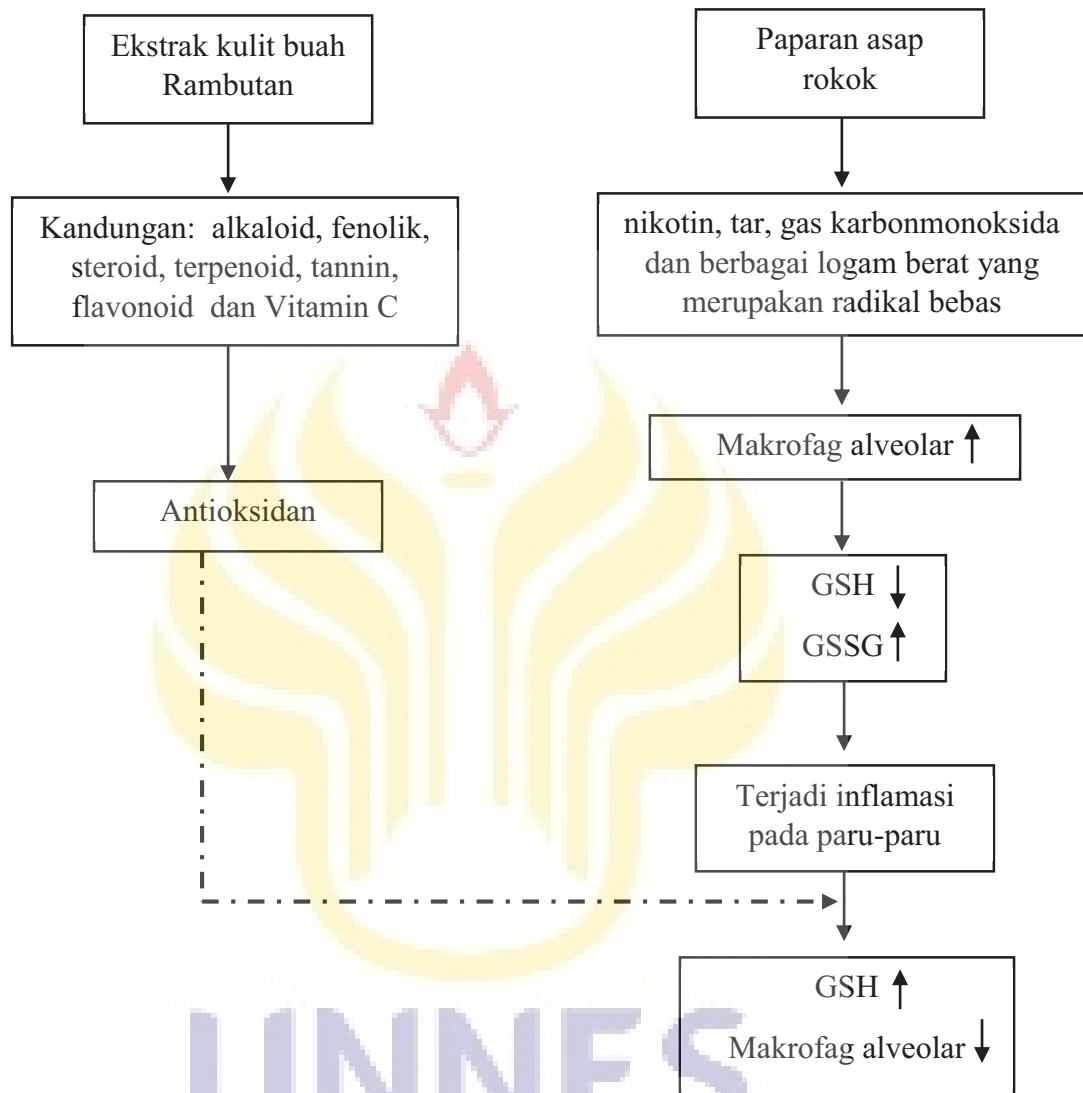 Ekstrak kulit buah
Rambutan
Kandungan: alkaloid, fenolik,
steroid, terpenoid, tannin,
flavonoid dan Vitamin C
Antioksidan
Paparan asap
rokok
nikotin, tar, gas karbonmonoksida
dan berbagai logam berat yang
merupakan radikal bebas
Makrofag alveolar ↑
GSH ↓
GSSG ↑
Terjadi inflamasi
pada paru-paru
GSH ↑
Makrofag alveolar ↓
UNNES